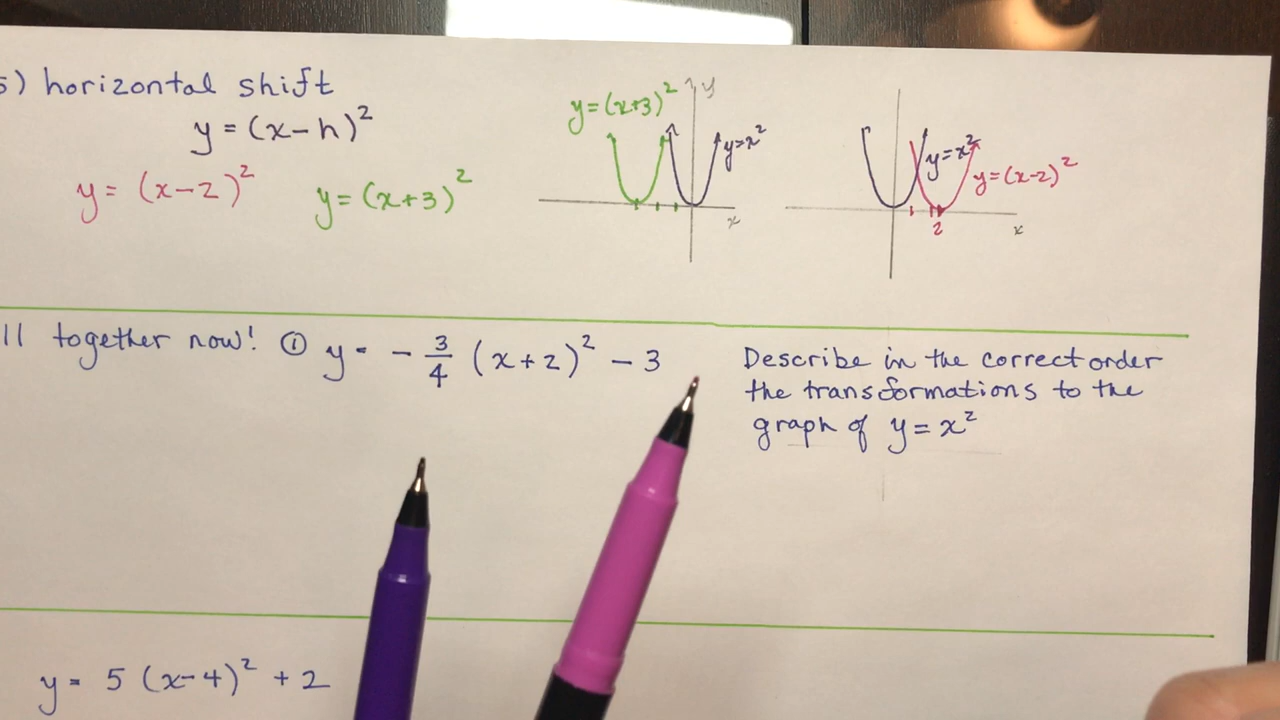 5) horizontal shift
y = (x-h)²
y = (x-2)²
y = (x+3)²
y=(x+3)²
y
y=x²
x
y=x²
y=(x-2)²
2
x
ll together now! ① y = - 3/4 (x+2)² - 3
Describe in the correct order
the transformations to the
graph of y = x²
y = 5 (x-4)² + 2